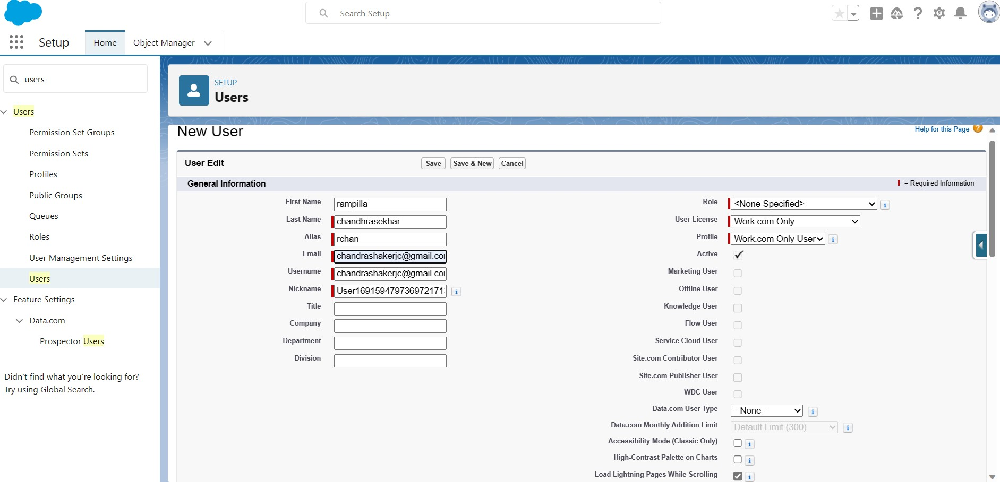 Search Setup
Setup
Home
Object Manager
users
Users
Permission Set Groups
Permission Sets
Profiles
Public Groups
Queues
Roles
User Management Settings
Users
Feature Settings
Data.com
Prospector Users
Didn't find what you're looking for?
Try using Global Search.
SETUP
Users
New User
Help for this Page
User Edit
Save
Save & New
Cancel
General Information
= Required Information
First Name rampilla
Last Name chandhrasekhar
Alias rchan
Email chandrashakerjc@gmail.co
Username chandrashakerjc@gmail.co
Nickname User16915947973697271
Title
Company
Department
Division
Role <None Specified>
User License Work.com Only
Profile Work.com Only User
Active
Marketing User
Offline User
Knowledge User
Flow User
Service Cloud User
Site.com Contributor User
Site.com Publisher User
WDC User
Data.com User Type --None--
Data.com Monthly Addition Limit Default Limit (300)
Accessibility Mode (Classic Only)
High-Contrast Palette on Charts
Load Lightning Pages While Scrolling